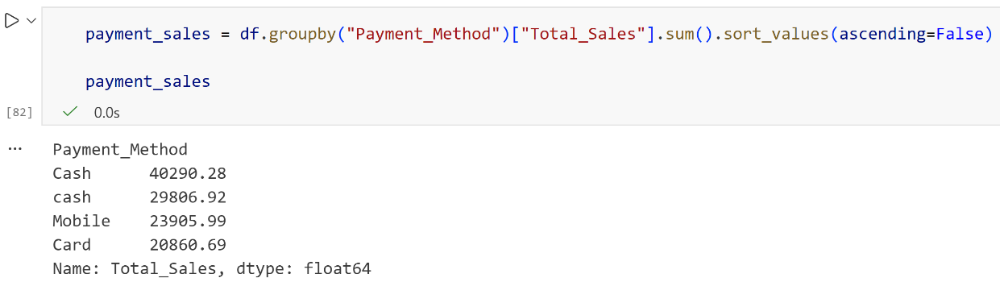 payment_sales = df.groupby("Payment_Method")["Total_Sales"].sum().sort_values(ascending=False)
payment_sales
[82]
0.0s
Payment_Method
Cash      40290.28
cash      29806.92
Mobile    23905.99
Card      20860.69
Name: Total_Sales, dtype: float64